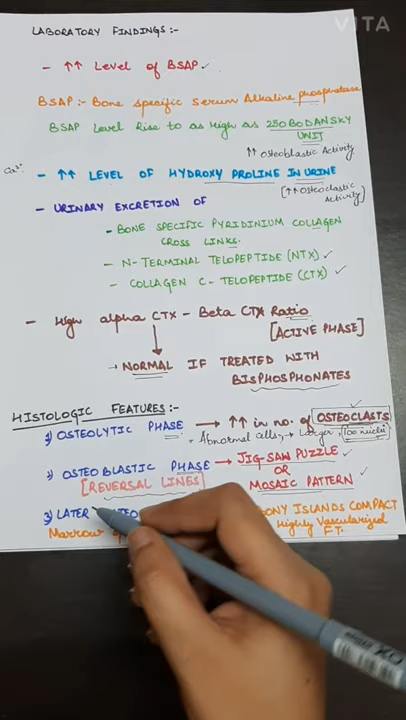 VITA
LABORATORY FINDINGS :-
- ↑↑ Level of BSAP ✓
BSAP :- Bone specific Serum Alkaline phosphatase
BSAP Level Rise to as High as 250 BODANSKY
UNIT
↑↑ Osteoblastic Activity
Ca²⁺
- ↑↑ LEVEL OF HYDROXY PROLINE IN URINE
[↑↑ Osteoclastic
Activity]
- URINARY EXCRETION OF
- BONE SPECIFIC PYRIDINIUM COLLAGEN
CROSS LINKS.
- N-TERMINAL TELOPEPTIDE (NTX) ✓
- COLLAGEN C-TELOPEPTIDE (CTX) ✓
- High alpha CTX - Beta CTX Ratio
[ACTIVE PHASE]
→ NORMAL IF TREATED WITH
BISPHOSPHONATES
HISTOLOGIC FEATURES :-
1) OSTEOLYTIC PHASE → ↑↑ in no. of OSTEOCLASTS
- Abnormal cells, → Larger, 100 nuclei
2) OSTEOBLASTIC PHASE → JIG-SAW PUZZLE ✓
OR
[REVERSAL LINES]
MOSAIC PATTERN ✓
3) LATER
BONY ISLANDS COMPACT
Marrow
Highly Vascularized
F.T.